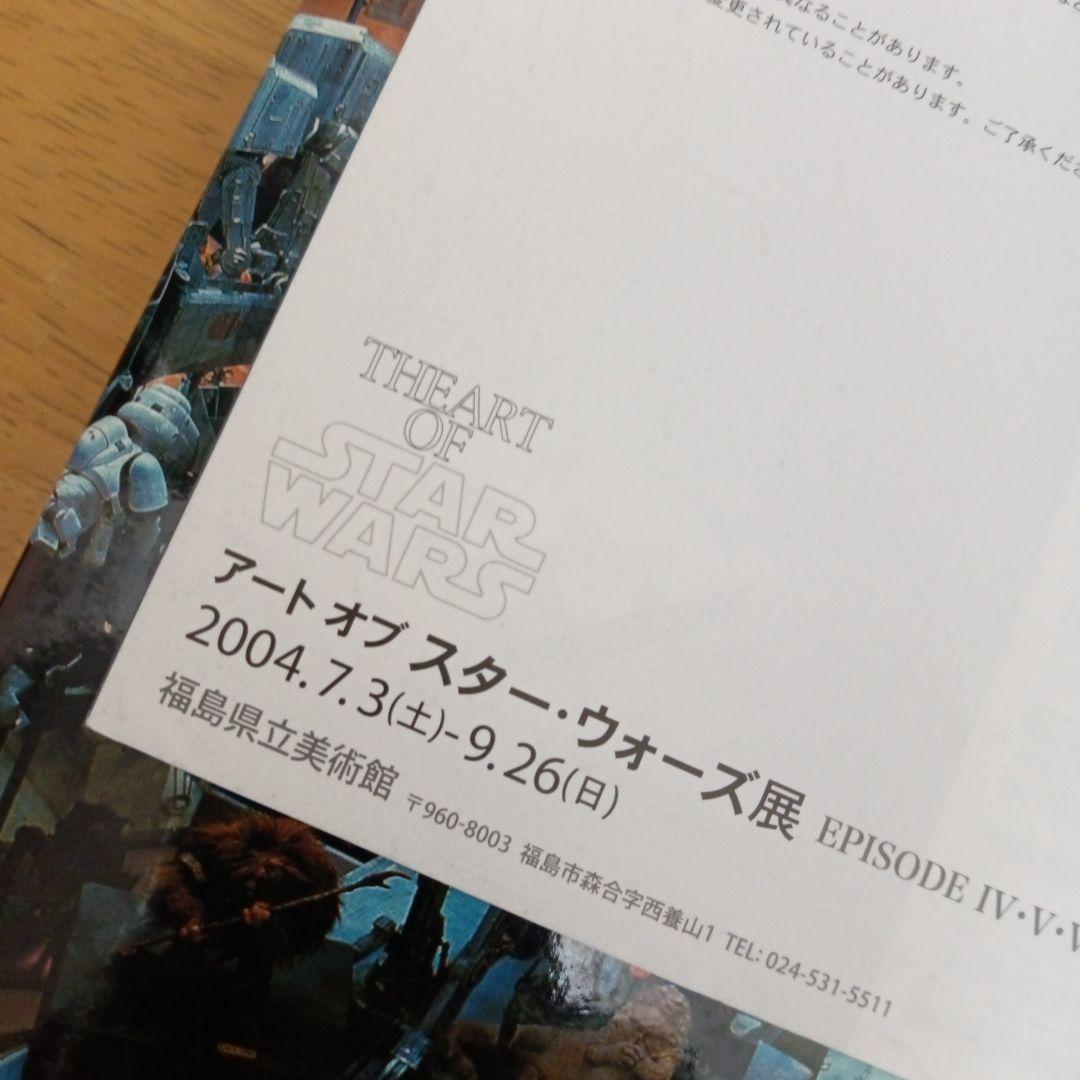 なることがあります。
変更されていることがあります。ご了承くださ
THE ART
OF
STAR
WARS
アート オブ スター・ウォーズ展 EPISODE IV・V・V
2004.7.3(土)-9.26(日)
福島県立美術館 〒960-8003 福島市森合字西養山1 TEL: 024-531-5511